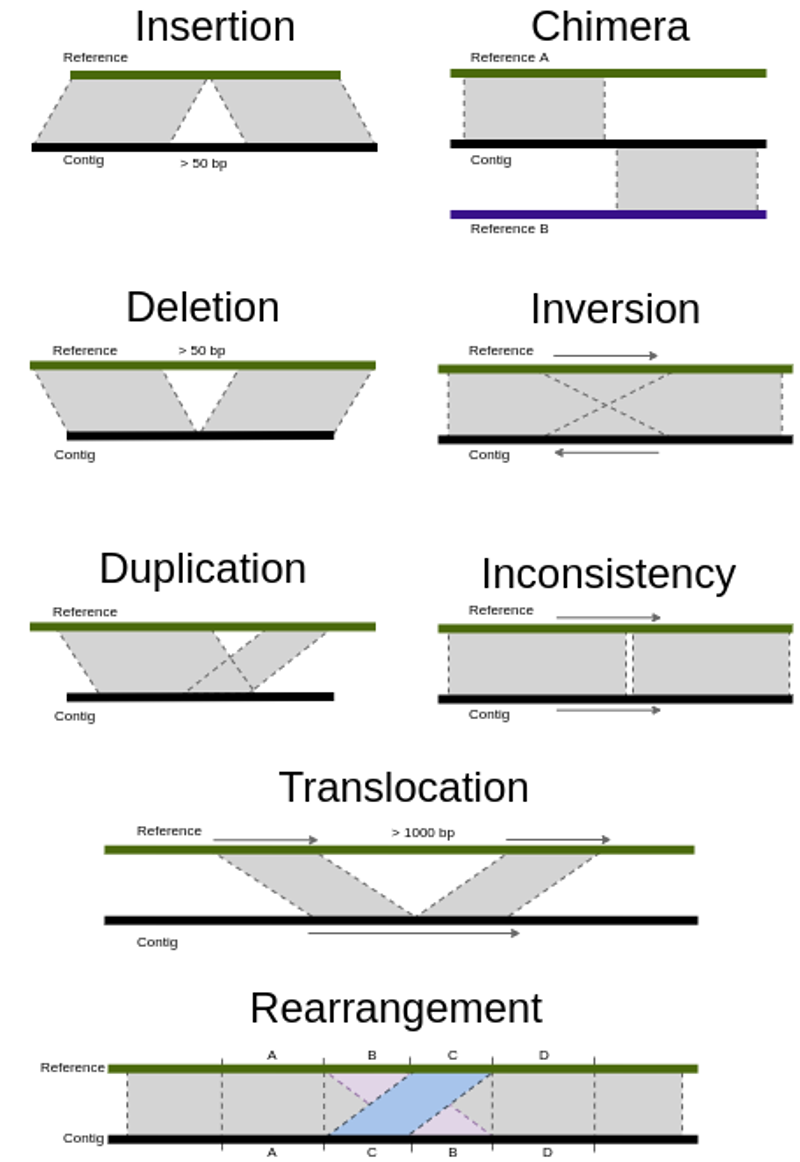 Insertion
Reference
Contig
> 50 bp
Chimera
Reference A
Contig
Reference B
Deletion
Reference
> 50 bp
Contig
Inversion
Reference
Contig
Duplication
Reference
Contig
Inconsistency
Reference
Contig
Translocation
Reference
> 1000 bp
Contig
Rearrangement
A B C D
Reference
Contig
A C B D